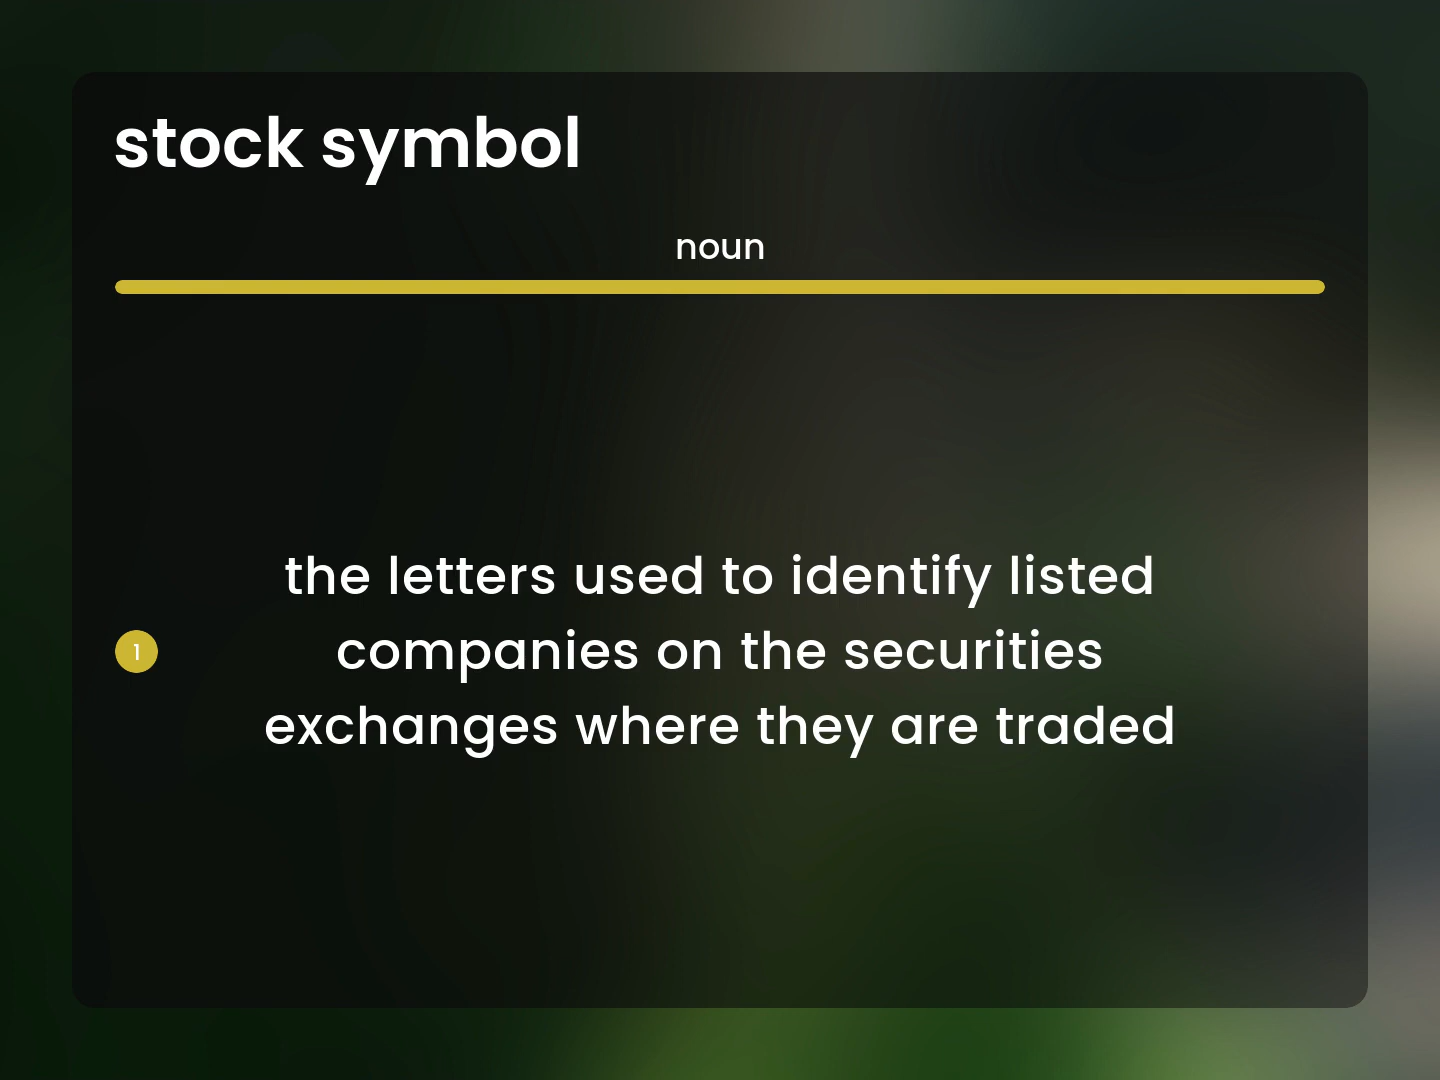 stock symbol
noun
1
the letters used to identify listed
companies on the securities
exchanges where they are traded